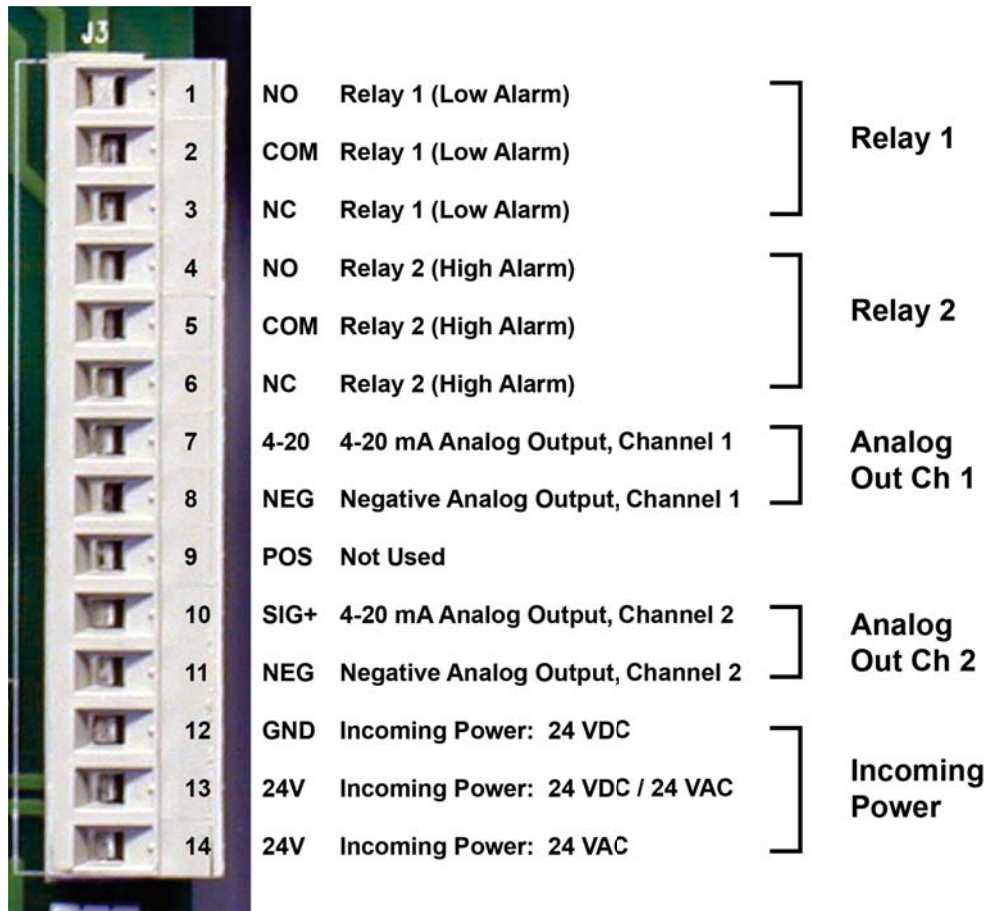 J3
1 NO Relay 1 (Low Alarm)
2 COM Relay 1 (Low Alarm)
3 NC Relay 1 (Low Alarm)
Relay 1
4 NO Relay 2 (High Alarm)
5 COM Relay 2 (High Alarm)
6 NC Relay 2 (High Alarm)
Relay 2
7 4-20 4-20 mA Analog Output, Channel 1
8 NEG Negative Analog Output, Channel 1
Analog
Out Ch 1
9 POS Not Used
10 SIG+ 4-20 mA Analog Output, Channel 2
11 NEG Negative Analog Output, Channel 2
Analog
Out Ch 2
12 GND Incoming Power: 24 VDC
13 24V Incoming Power: 24 VDC / 24 VAC
14 24V Incoming Power: 24 VAC
Incoming
Power